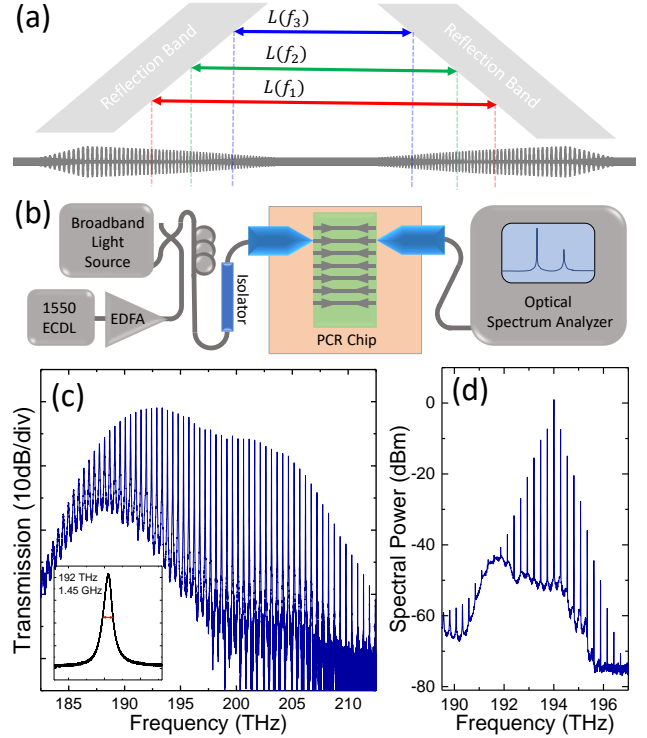 (a)
L(f₃)
L(f₂)
L(f₁)
Reflection Band
Reflection Band
(b)
Broadband
Light
Source
1550
ECDL
EDFA
Isolator
PCR Chip
Optical
Spectrum Analyzer
(c)
Transmission (10dB/div)
192 THz
1.45 GHz
185 190 195 200 205 210
Frequency (THz)
(d)
Spectral Power (dBm)
0
-20
-40
-60
-80
190 192 194 196
Frequency (THz)